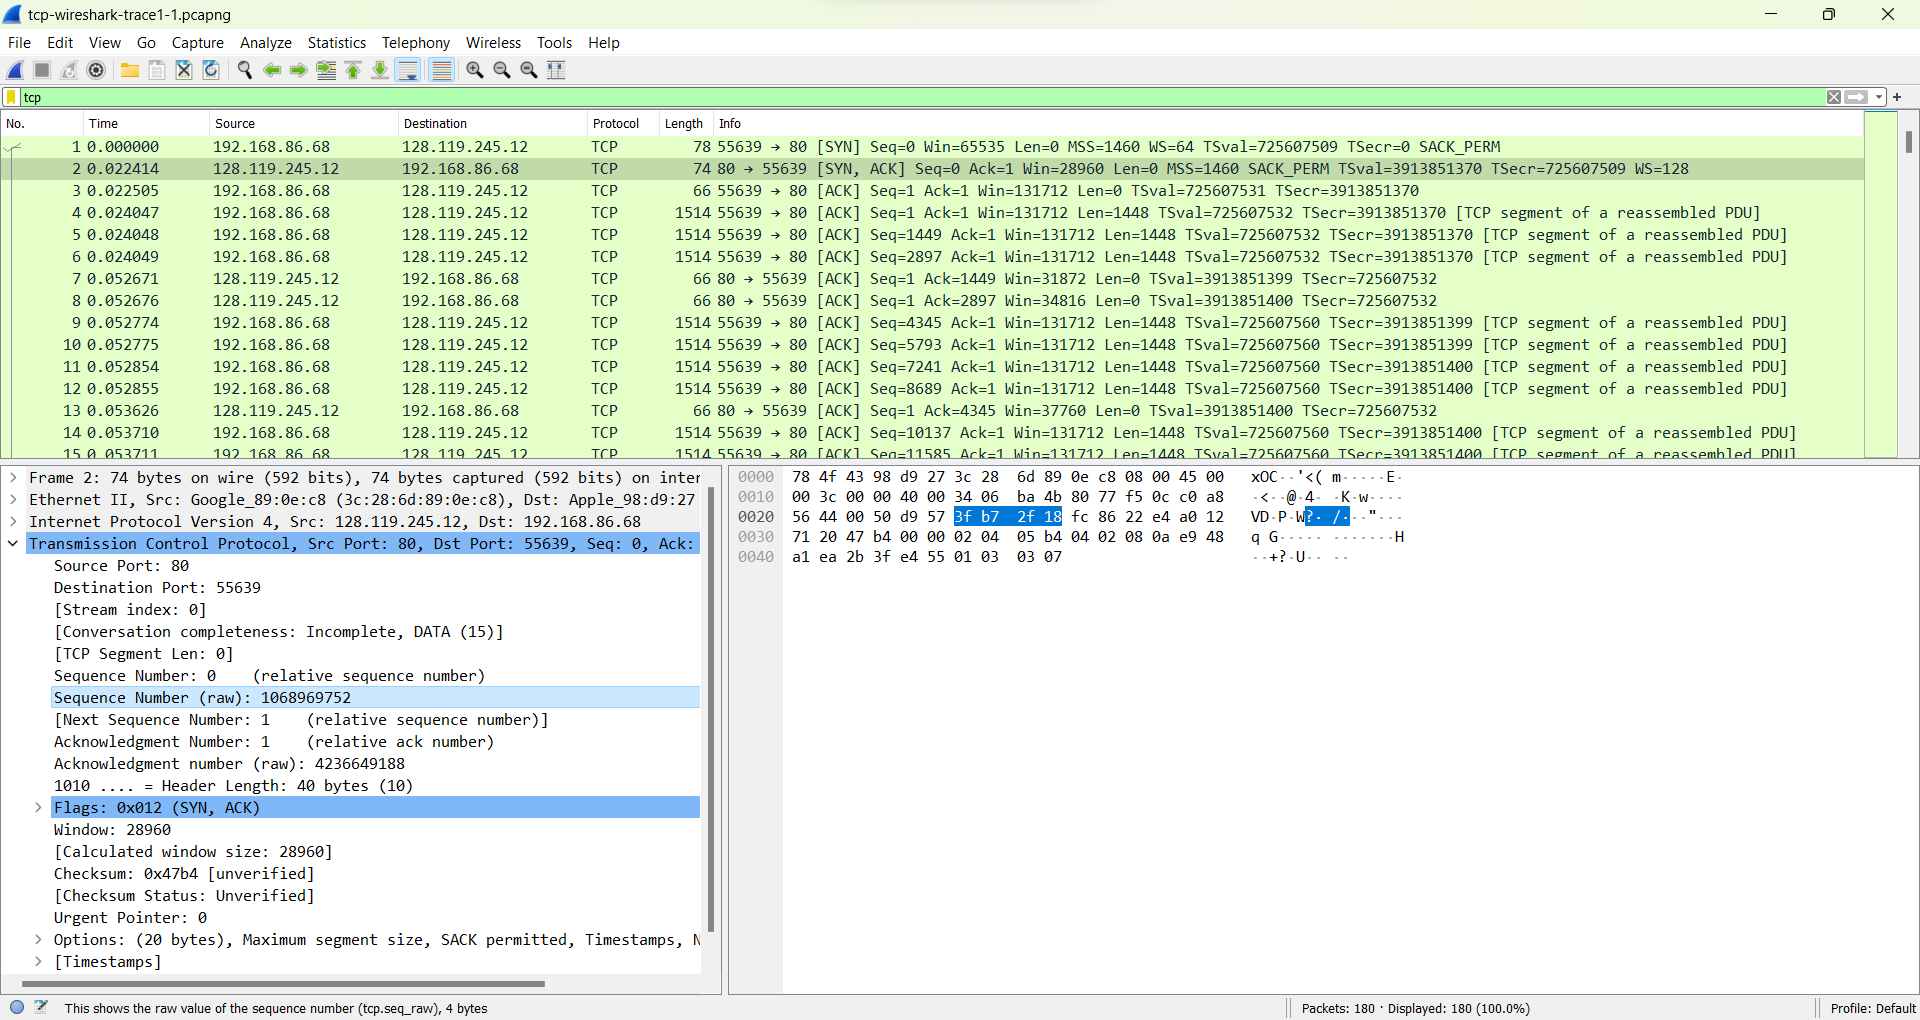 tcp-wireshark-trace1-1.pcapng
File Edit View Go Capture Analyze Statistics Telephony Wireless Tools Help
tcp
No. Time Source Destination Protocol Length Info
1 0.000000 192.168.86.68 128.119.245.12 TCP 78 55639 → 80 [SYN] Seq=0 Win=65535 Len=0 MSS=1460 WS=64 TSval=725607509 TSecr=0 SACK_PERM
2 0.022414 128.119.245.12 192.168.86.68 TCP 74 80 → 55639 [SYN, ACK] Seq=0 Ack=1 Win=28960 Len=0 MSS=1460 SACK_PERM TSval=3913851370 TSecr=725607509 WS=128
3 0.022505 192.168.86.68 128.119.245.12 TCP 66 55639 → 80 [ACK] Seq=1 Ack=1 Win=131712 Len=0 TSval=725607531 TSecr=3913851370
4 0.024047 192.168.86.68 128.119.245.12 TCP 1514 55639 → 80 [ACK] Seq=1 Ack=1 Win=131712 Len=1448 TSval=725607532 TSecr=3913851370 [TCP segment of a reassembled PDU]
5 0.024048 192.168.86.68 128.119.245.12 TCP 1514 55639 → 80 [ACK] Seq=1449 Ack=1 Win=131712 Len=1448 TSval=725607532 TSecr=3913851370 [TCP segment of a reassembled PDU]
6 0.024049 192.168.86.68 128.119.245.12 TCP 1514 55639 → 80 [ACK] Seq=2897 Ack=1 Win=131712 Len=1448 TSval=725607532 TSecr=3913851370 [TCP segment of a reassembled PDU]
7 0.052671 128.119.245.12 192.168.86.68 TCP 66 80 → 55639 [ACK] Seq=1 Ack=1449 Win=31872 Len=0 TSval=3913851399 TSecr=725607532
8 0.052676 128.119.245.12 192.168.86.68 TCP 66 80 → 55639 [ACK] Seq=1 Ack=2897 Win=34816 Len=0 TSval=3913851400 TSecr=725607532
9 0.052774 192.168.86.68 128.119.245.12 TCP 1514 55639 → 80 [ACK] Seq=4345 Ack=1 Win=131712 Len=1448 TSval=725607560 TSecr=3913851399 [TCP segment of a reassembled PDU]
10 0.052775 192.168.86.68 128.119.245.12 TCP 1514 55639 → 80 [ACK] Seq=5793 Ack=1 Win=131712 Len=1448 TSval=725607560 TSecr=3913851399 [TCP segment of a reassembled PDU]
11 0.052854 192.168.86.68 128.119.245.12 TCP 1514 55639 → 80 [ACK] Seq=7241 Ack=1 Win=131712 Len=1448 TSval=725607560 TSecr=3913851400 [TCP segment of a reassembled PDU]
12 0.052855 192.168.86.68 128.119.245.12 TCP 1514 55639 → 80 [ACK] Seq=8689 Ack=1 Win=131712 Len=1448 TSval=725607560 TSecr=3913851400 [TCP segment of a reassembled PDU]
13 0.053626 128.119.245.12 192.168.86.68 TCP 66 80 → 55639 [ACK] Seq=1 Ack=4345 Win=37760 Len=0 TSval=3913851400 TSecr=725607532
14 0.053710 192.168.86.68 128.119.245.12 TCP 1514 55639 → 80 [ACK] Seq=10137 Ack=1 Win=131712 Len=1448 TSval=725607560 TSecr=3913851400 [TCP segment of a reassembled PDU]
15 0.053711 192.168.86.68 128.119.245.12 TCP 1514 55639 → 80 [ACK] Seq=11585 Ack=1 Win=131712 Len=1448 TSval=725607560 TSecr=3913851400 [TCP segment of a reassembled PDU]
Frame 2: 74 bytes on wire (592 bits), 74 bytes captured (592 bits) on inter
Ethernet II, Src: Google_89:0e:c8 (3c:28:6d:89:0e:c8), Dst: Apple_98:d9:27
Internet Protocol Version 4, Src: 128.119.245.12, Dst: 192.168.86.68
Transmission Control Protocol, Src Port: 80, Dst Port: 55639, Seq: 0, Ack:
Source Port: 80
Destination Port: 55639
[Stream index: 0]
[Conversation completeness: Incomplete, DATA (15)]
[TCP Segment Len: 0]
Sequence Number: 0 (relative sequence number)
Sequence Number (raw): 1068969752
[Next Sequence Number: 1 (relative sequence number)]
Acknowledgment Number: 1 (relative ack number)
Acknowledgment number (raw): 4236649188
1010 .... = Header Length: 40 bytes (10)
Flags: 0x012 (SYN, ACK)
Window: 28960
[Calculated window size: 28960]
Checksum: 0x47b4 [unverified]
[Checksum Status: Unverified]
Urgent Pointer: 0
Options: (20 bytes), Maximum segment size, SACK permitted, Timestamps, N
[Timestamps]
0000 78 4f 43 98 d9 27 3c 28 6d 89 0e c8 08 00 45 00 xOC··'<( m·····E·
0010 00 3c 00 00 40 00 34 06 ba 4b 80 77 f5 0c c0 a8 ·<··@·4· ·K·w····
0020 56 44 00 50 d9 57 3f b7 2f 18 fc 86 22 e4 a0 12 VD·P·W?· /···"···
0030 71 20 47 b4 00 00 02 04 05 b4 04 02 08 0a e9 48 q G····· ·······H
0040 a1 ea 2b 3f e4 55 01 03 03 07 ··+?·U·· ··
This shows the raw value of the sequence number (tcp.seq_raw), 4 bytes
Packets: 180 · Displayed: 180 (100.0%)
Profile: Default